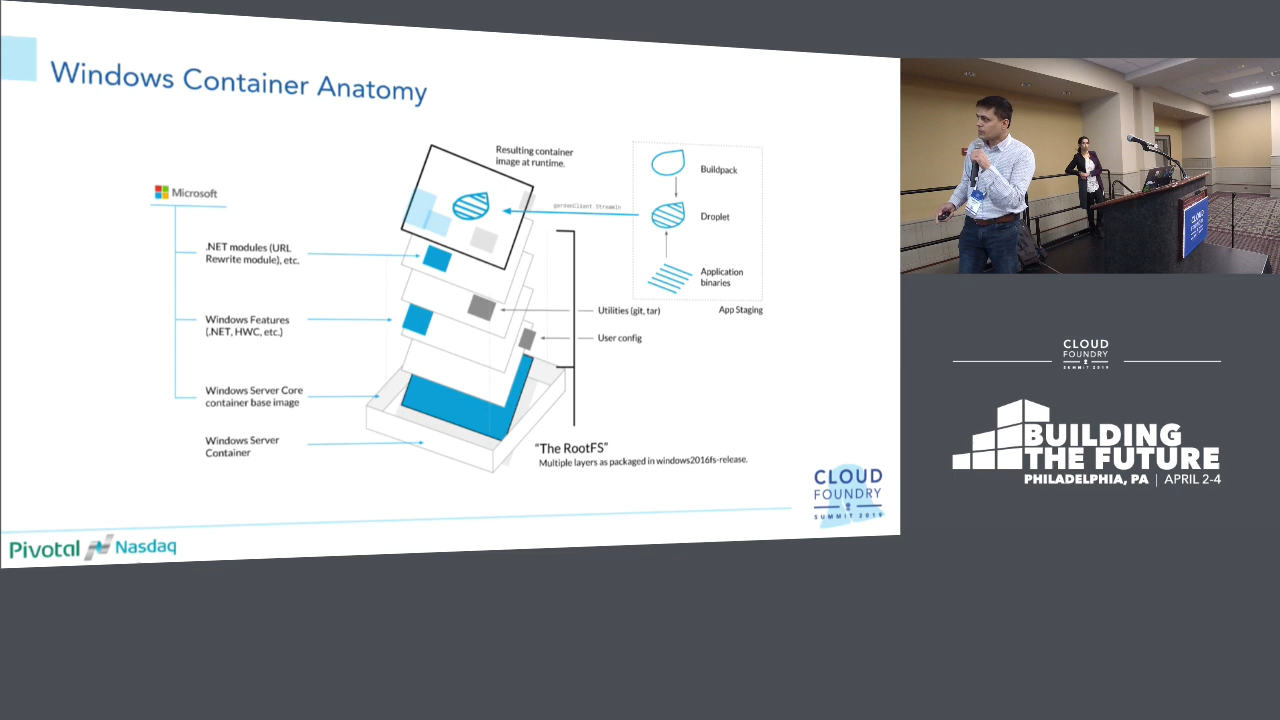 Windows Container Anatomy
Resulting container
image at runtime.
Microsoft
.NET modules (URL
Rewrite module), etc.
Windows Features
(.NET, HWC, etc.)
Windows Server Core
container base image
Windows Server
Container
gardenClient StreamIn
Buildpack
Droplet
Application
binaries
App Staging
Utilities (git, tar)
User config
“The RootFS”
Multiple layers as packaged in windows2016fs-release.
CLOUD
FOUNDRY
SUMMIT 2019
Pivotal Nasdaq
CLOUD
FOUNDRY
SUMMIT 2019
BUILDING
THE FUTURE
PHILADELPHIA, PA | APRIL 2-4